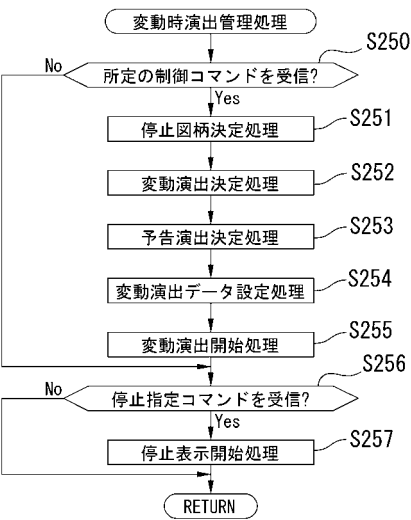 変動時演出管理処理
S250
No
所定の制御コマンドを受信?
Yes
停止図柄決定処理
S251
変動演出決定処理
S252
予告演出決定処理
S253
変動演出データ設定処理
S254
変動演出開始処理
S255
S256
No
停止指定コマンドを受信?
Yes
停止表示開始処理
S257
RETURN